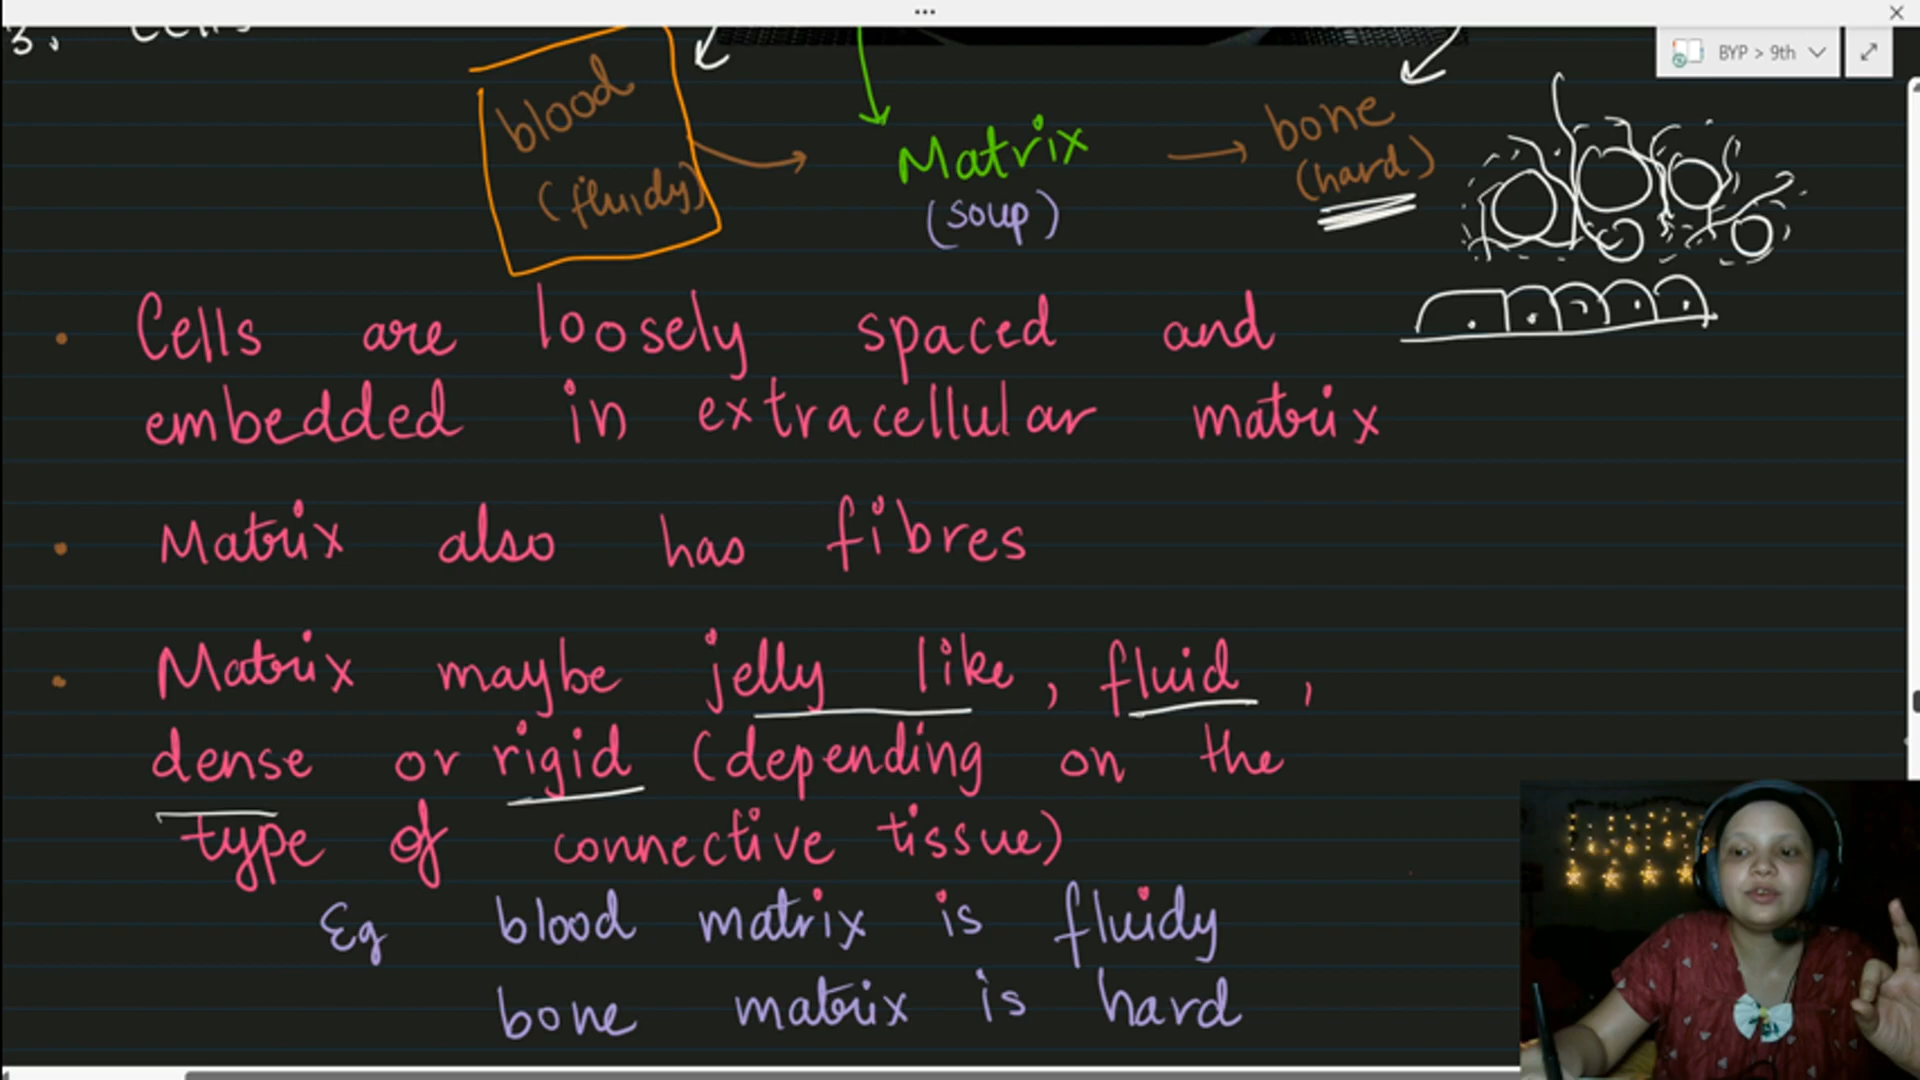 BYP > 9th
3. Cells
blood
(fluidy)
Matrix
(soup)
bone
(hard)
• Cells are loosely spaced and
embedded in extracellular matrix
• Matrix also has fibres
• Matrix maybe jelly like, fluid,
dense or rigid (depending on the
type of connective tissue)
Eg blood matrix is fluidy
bone matrix is hard